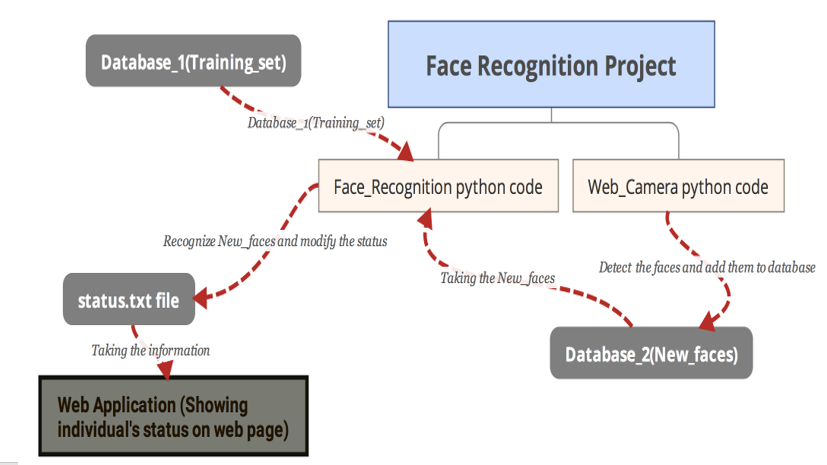 Database_1(Training_set)
Face Recognition Project
Database_1(Training_set)
Face_Recognition python code
Web_Camera python code
Recognize New_faces and modify the status
Taking the New_faces
Detect the faces and add them to database
status.txt file
Taking the information
Database_2(New_faces)
Web Application (Showing
individual's status on web page)